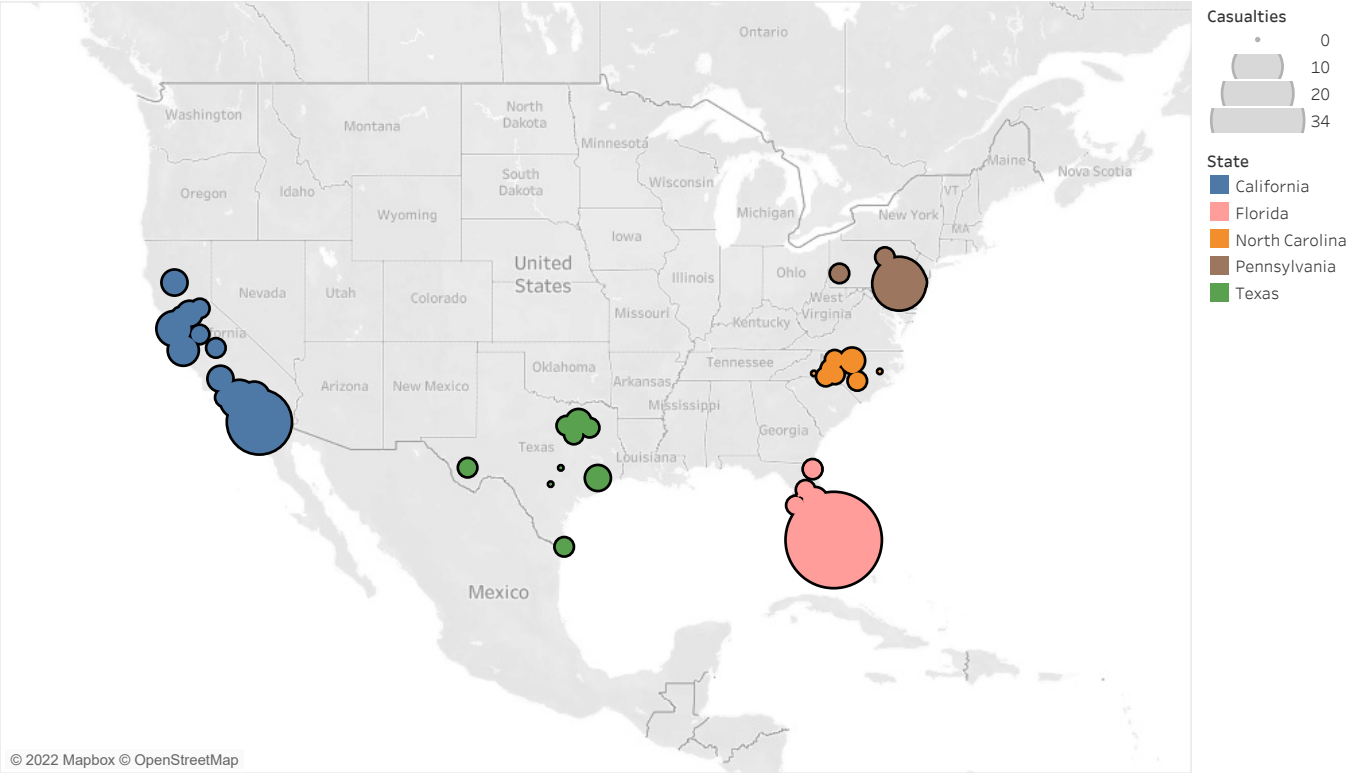 Ontario
Washington
North
Dakota
Montana
Minnesota
Maine
Nova Scotia
Oregon
Idaho
South
Dakota
Wisconsin
VT
Wyoming
Michigan
New York
MA
Iowa
United
States
Nevada
Utah
Colorado
Illinois
Ohio
West
Virginia
Missouri
Kentucky
fornia
Arizona
New Mexico
Oklahoma
Arkansas
Tennessee
Mississippi
Georgia
Texas
Louisiana
Mexico
© 2022 Mapbox © OpenStreetMap
Casualties
0
10
20
34
State
California
Florida
North Carolina
Pennsylvania
Texas